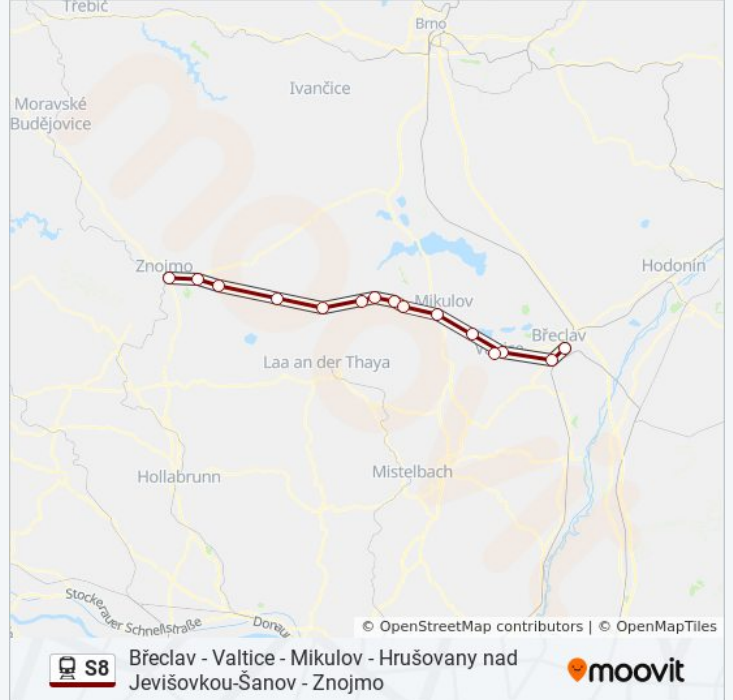 Třebíč
Brno
Ivančice
Moravské
Budějovice
Znojmo
Hodonín
Mikulov
Břeclav
Laa an der Thaya
Hollabrunn
Mistelbach
Stockerauer Schnellstraße
Donau
© OpenStreetMap contributors | © OpenMapTiles
S8
Břeclav - Valtice - Mikulov - Hrušovany nad
Jevišovkou-Šanov - Znojmo
moovit